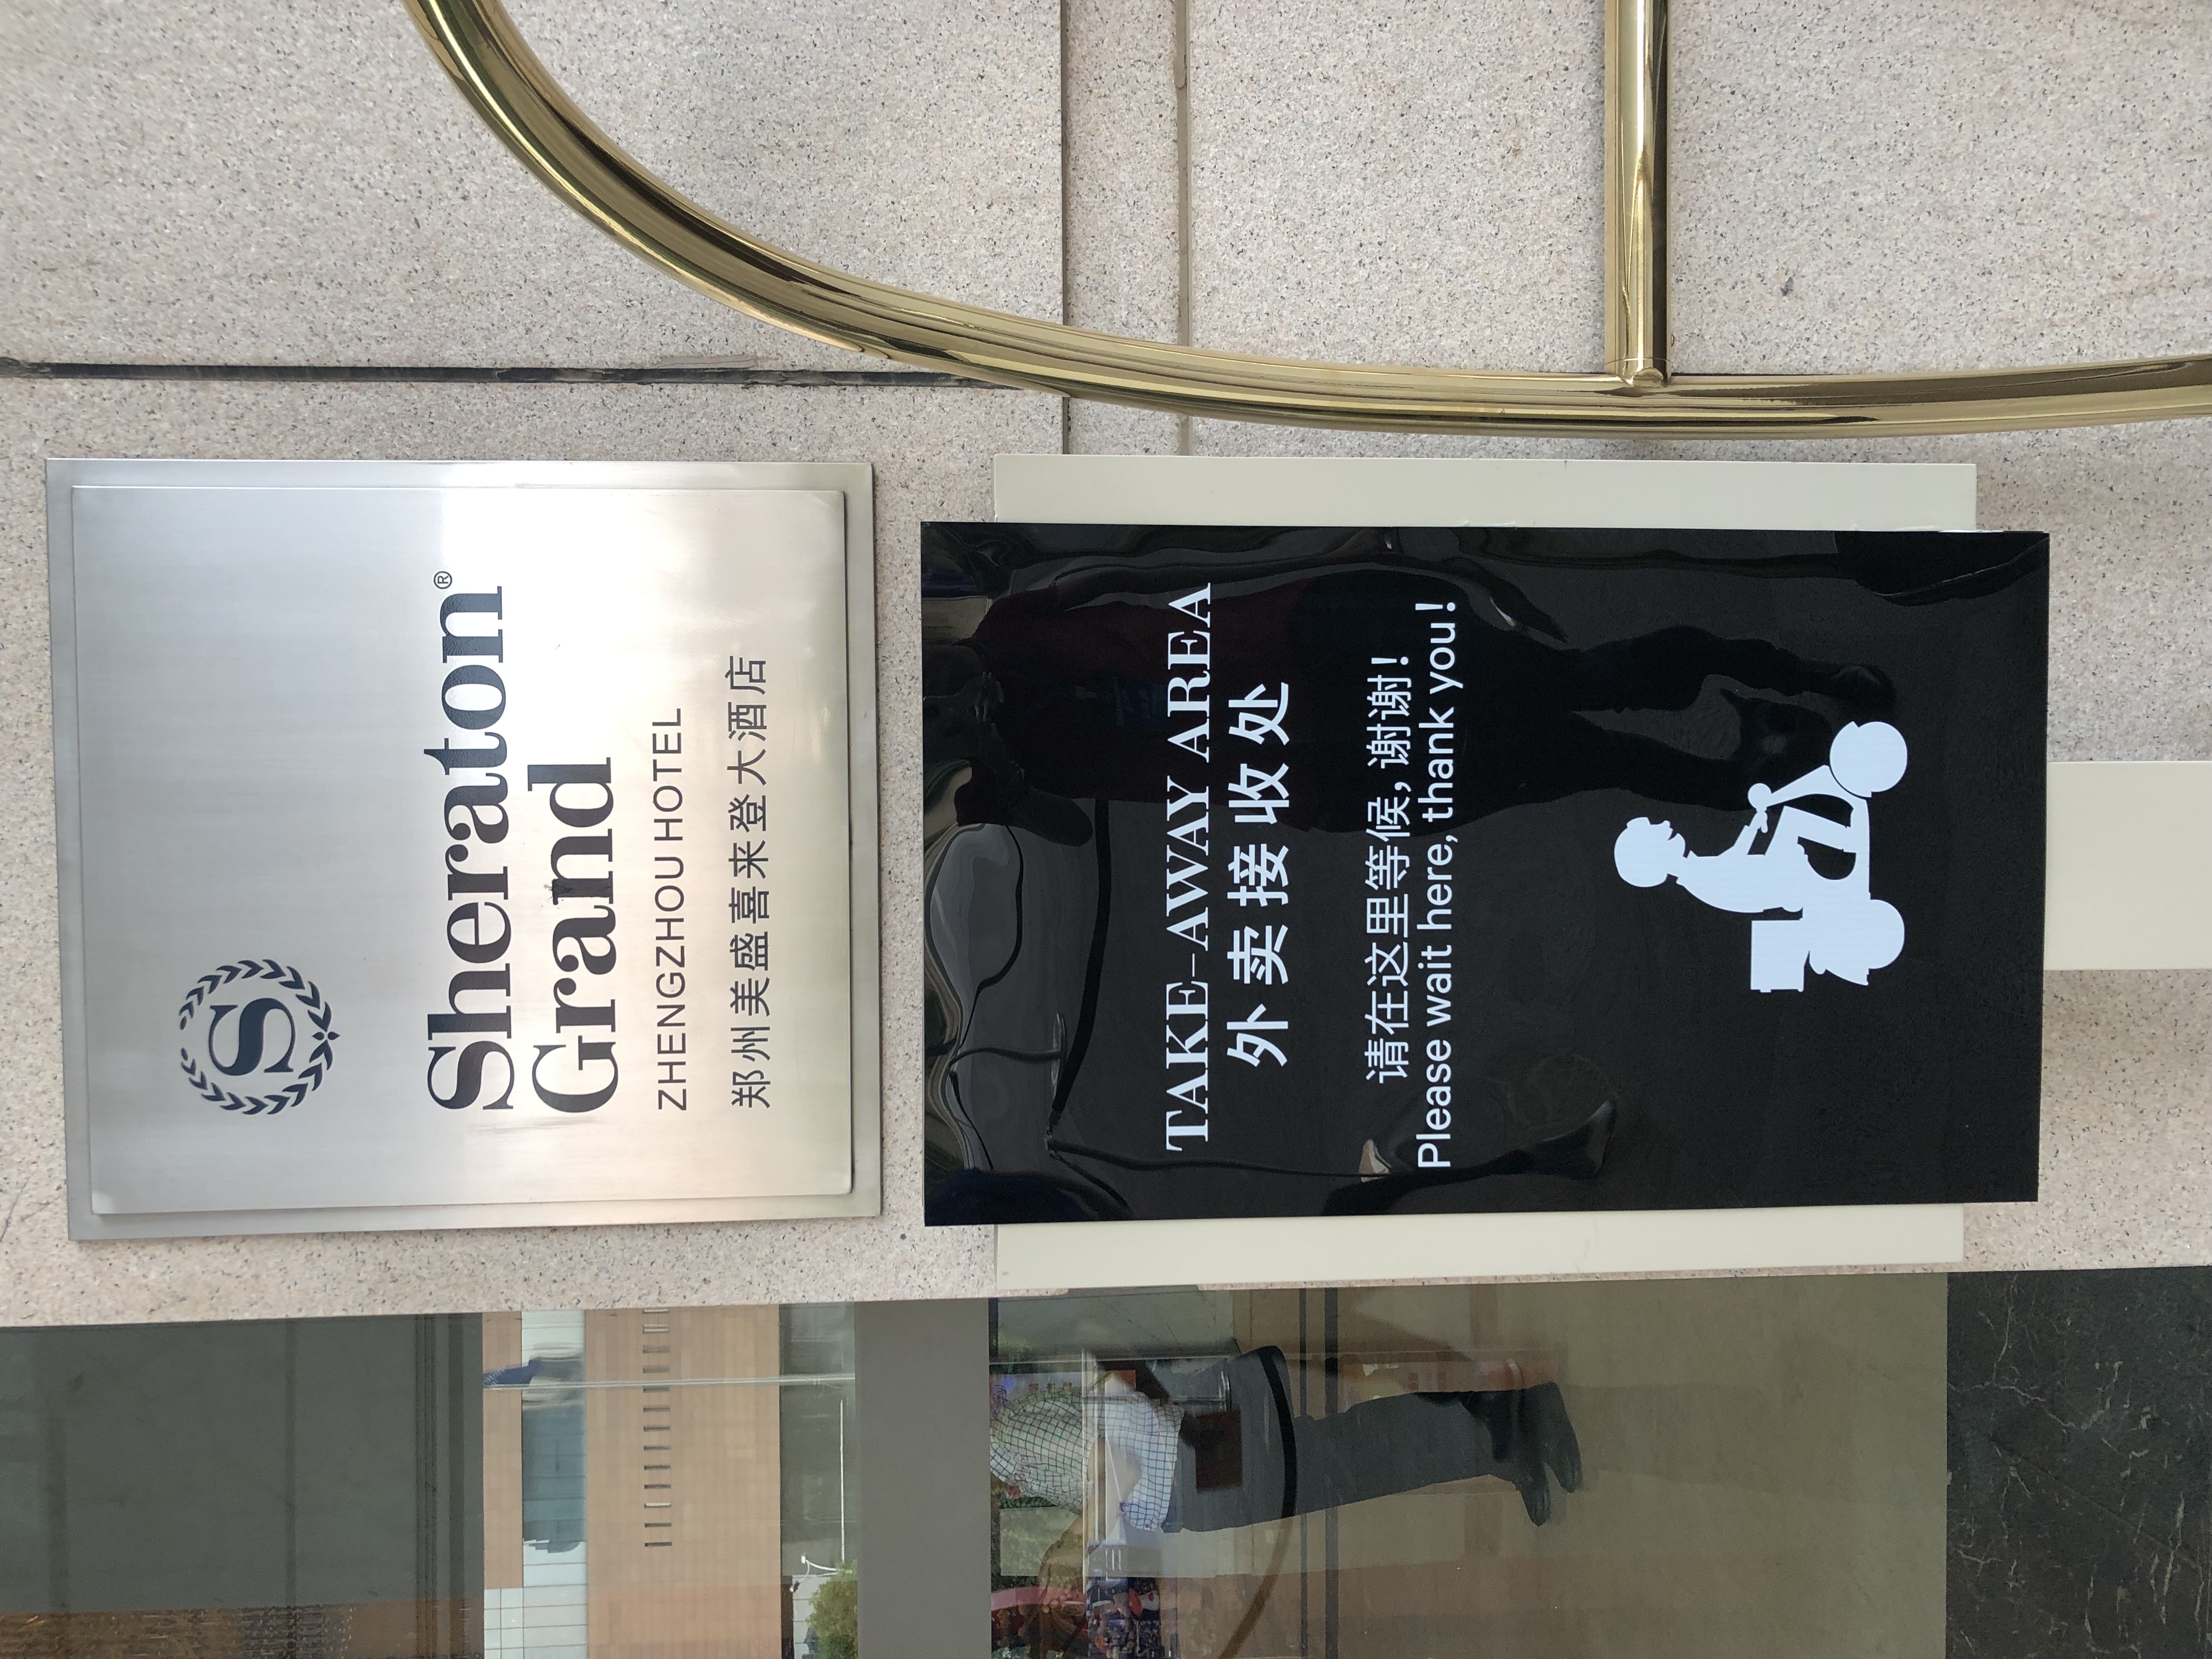 S
Sheraton®
Grand
ZHENGZHOU HOTEL
郑州美盛喜来登大酒店
TAKE-AWAY AREA
外卖接收处
请在这里等候，谢谢！
Please wait here, thank you!